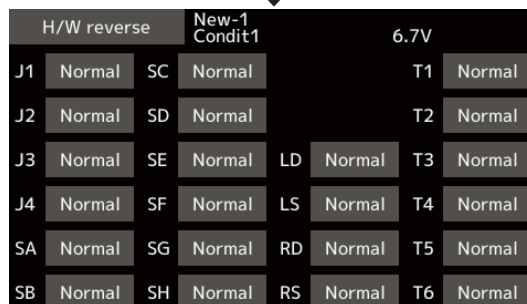 H/W reverse New-1
Condit1 6.7V
J1 Normal SC Normal T1 Normal
J2 Normal SD Normal T2 Normal
J3 Normal SE Normal LD Normal T3 Normal
J4 Normal SF Normal LS Normal T4 Normal
SA Normal SG Normal RD Normal T5 Normal
SB Normal SH Normal RS Normal T6 Normal